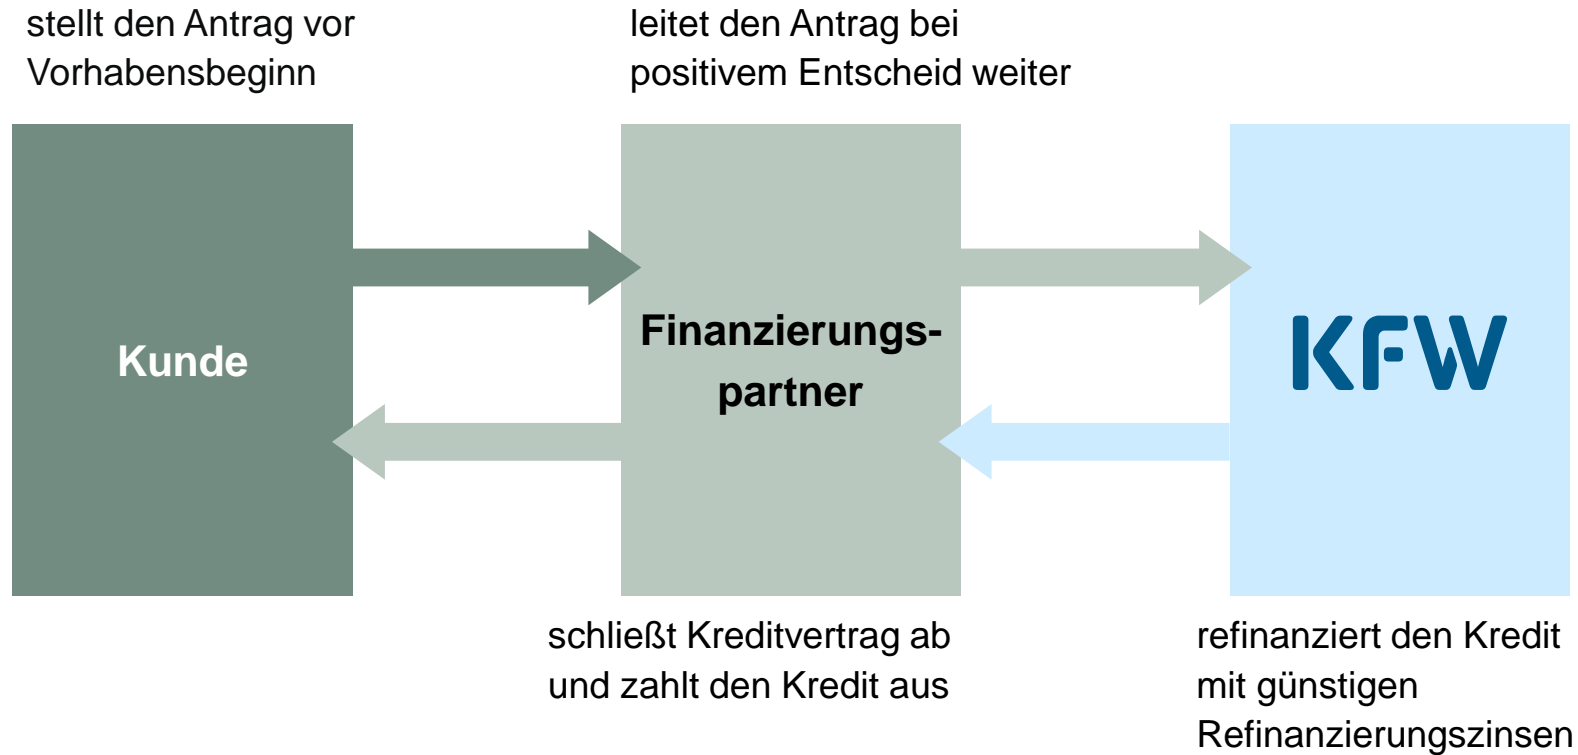 stellt den Antrag vor
Vorhabensbeginn
leitet den Antrag bei
positivem Entscheid weiter
Kunde
Finanzierungs-
partner
KFW
schließt Kreditvertrag ab
und zahlt den Kredit aus
refinanziert den Kredit
mit günstigen
Refinanzierungszinsen